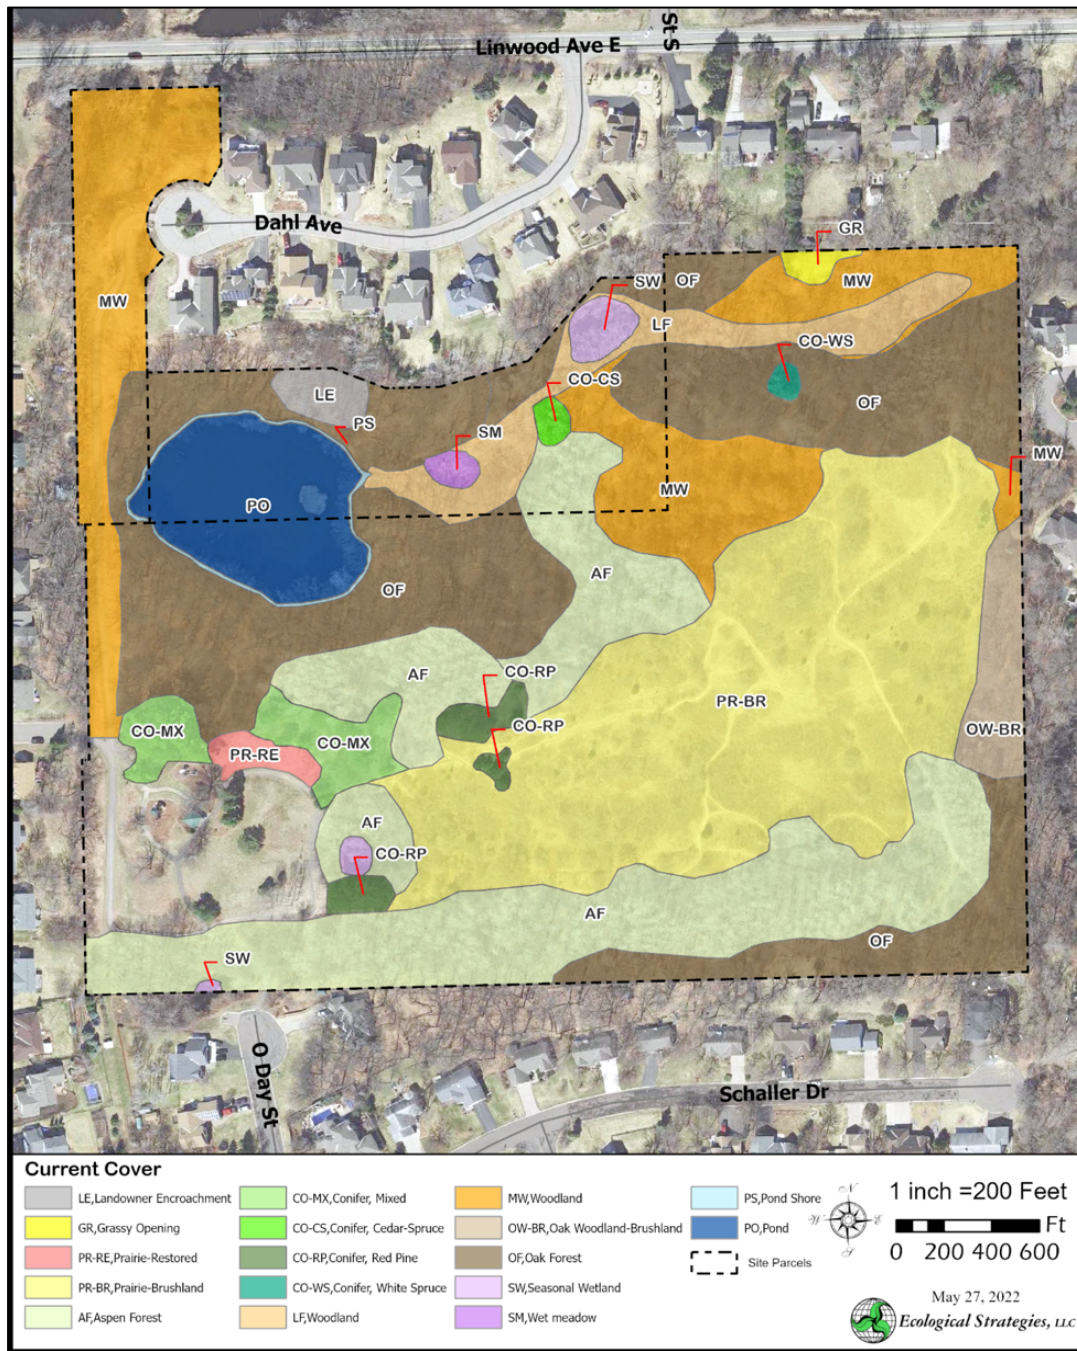 Linwood Ave E
St S
Dahl Ave
GR
MW
SW
OF
MW
LF
CO-WS
CO-CS
LE
PS
OF
SM
MW
MW
PO
AF
OF
AF
CO-RP
PR-BR
CO-MX
CO-RP
OW-BR
PR-RE
CO-MX
AF
CO-RP
AF
OF
SW
O Day St
Schaller Dr
Current Cover
LE,Landowner Encroachment
GR,Grassy Opening
PR-RE,Prairie-Restored
PR-BR,Prairie-Brushland
AF,Aspen Forest
CO-MX,Conifer, Mixed
CO-CS,Conifer, Cedar-Spruce
CO-RP,Conifer, Red Pine
CO-WS,Conifer, White Spruce
LF,Woodland
MW,Woodland
OW-BR,Oak Woodland-Brushland
OF,Oak Forest
SW,Seasonal Wetland
SM,Wet meadow
PS,Pond Shore
PO,Pond
Site Parcels
N
W E
S
1 inch =200 Feet
Ft
0 200 400 600
May 27, 2022
Ecological Strategies, LLC